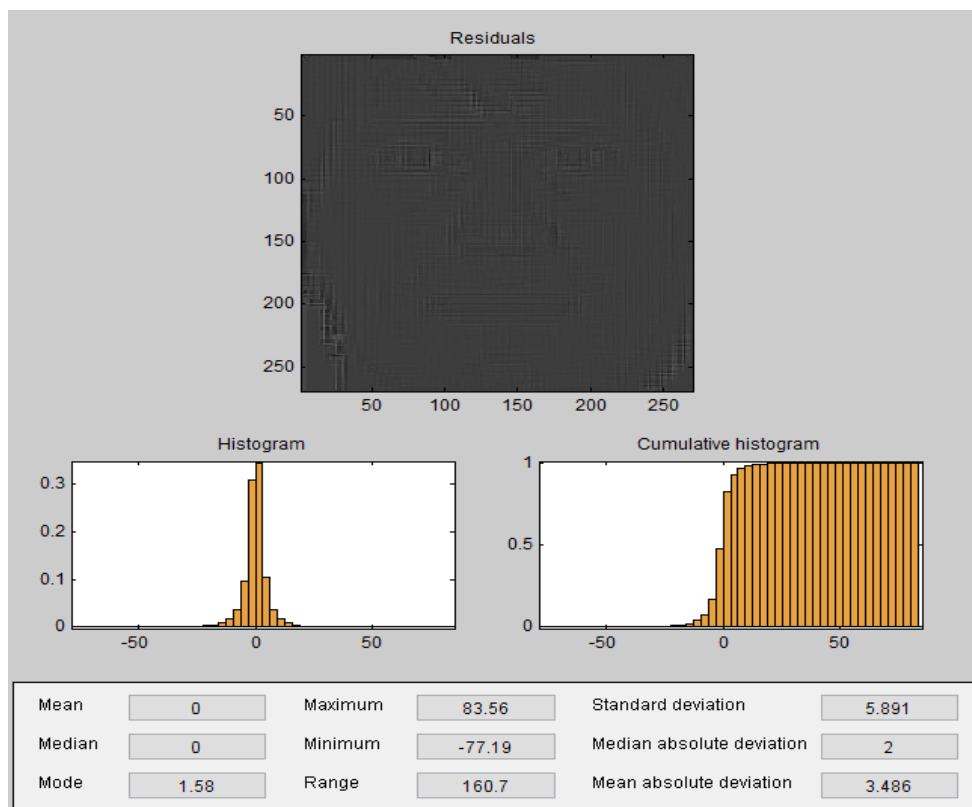 Residuals
50
100
150
200
250
50 100 150 200 250
Histogram
0.3
0.2
0.1
0
-50 0 50
Cumulative histogram
1
0.5
0
-50 0 50
Mean 0 Maximum 83.56 Standard deviation 5.891
Median 0 Minimum -77.19 Median absolute deviation 2
Mode 1.58 Range 160.7 Mean absolute deviation 3.486